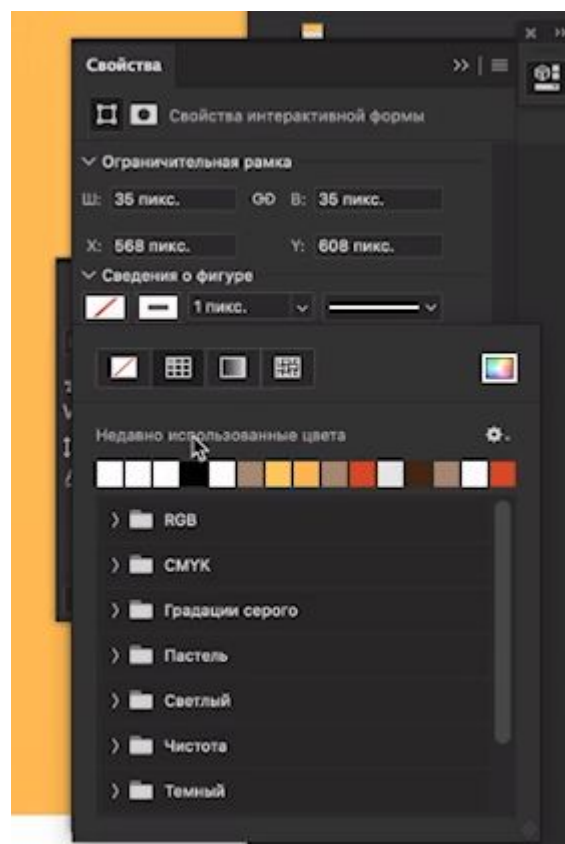 Свойства
Свойства интерактивной формы
Ограничительная рамка
Ш: 35 пикс. В: 35 пикс.
X: 568 пикс. Y: 608 пикс.
Сведения о фигуре
1 пикс.
Недавно использованные цвета
RGB
CMYK
Градации серого
Пастель
Светлый
Чистота
Темный